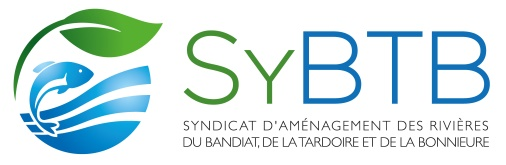 SyBTB
SYNDICAT D'AMÉNAGEMENT DES RIVIÈRES
DU BANDIAT, DE LA TARDOIRE ET DE LA BONNIEURE